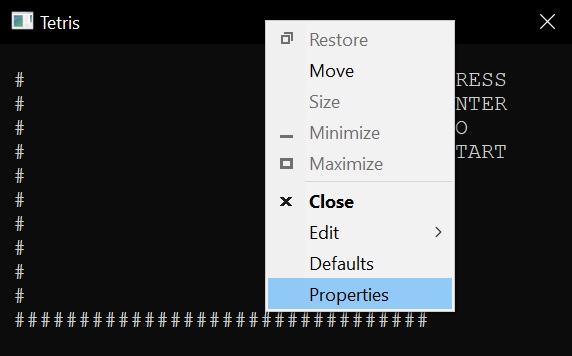 Tetris
Restore
Move
Size
Minimize
Maximize
Close
Edit
Defaults
Properties
# RESS
# NTER
# O
# TART
#
#
#
#
#
#
################################